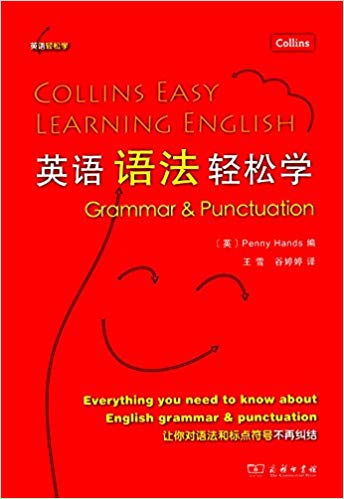 英语轻松学
Collins
COLLINS EASY
LEARNING ENGLISH
英语 语法 轻松学
Grammar & Punctuation
〔英〕Penny Hands 编
王雪 谷婷婷 译
Everything you need to know about
English grammar & punctuation
让你对语法和标点符号不再纠结
商务印书馆
The Commercial Press